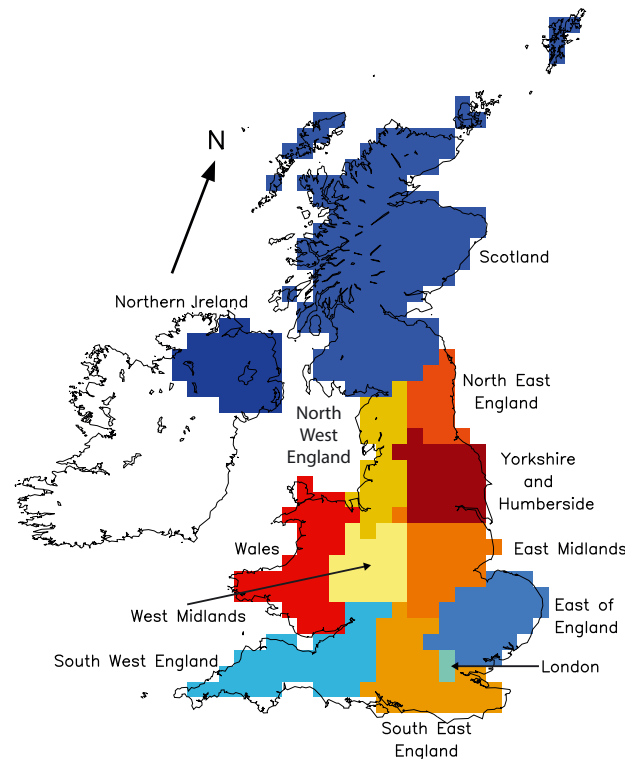 N
Scotland
Northern Jreland
North East
England
North
West
England
Yorkshire
and
Humberside
Wales
East Midlands
West Midlands
East of
England
South West England
London
South East
England